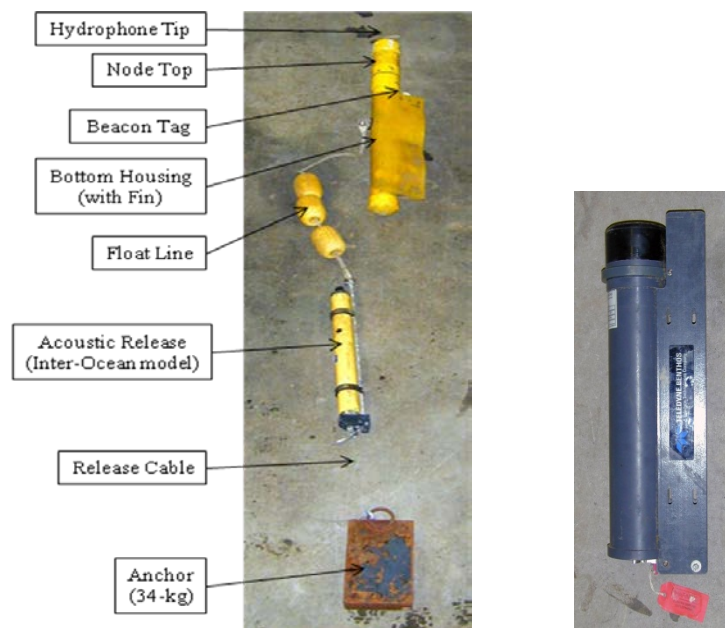 Hydrophone Tip
Node Top
Beacon Tag
Bottom Housing
(with Fin)
Float Line
Acoustic Release
(Inter-Ocean model)
Release Cable
Anchor
(34-kg)
TELEDYNE BENTHOS